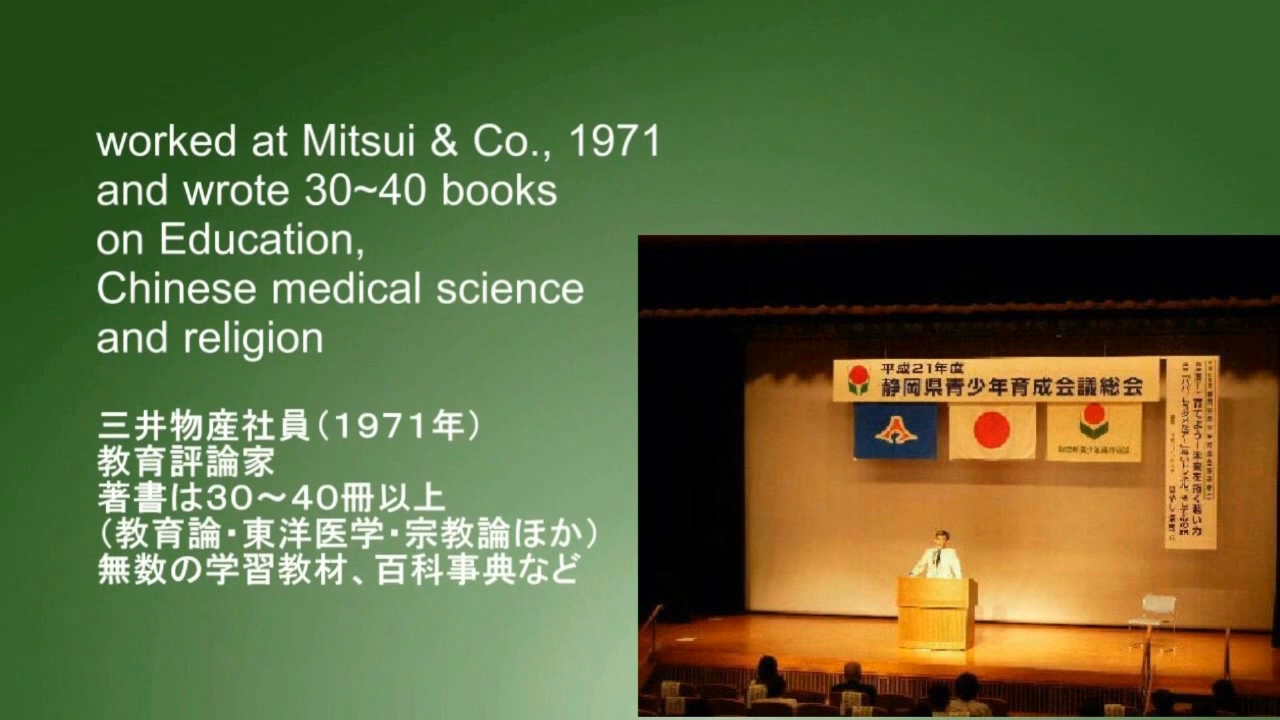 worked at Mitsui & Co., 1971
and wrote 30~40 books
on Education,
Chinese medical science
and religion
三井物産社員（１９７１年）
教育評論家
著書は３０～４０冊以上
（教育論・東洋医学・宗教論ほか）
無数の学習教材、百科事典など
平成21年度
静岡県青少年育成会議総会